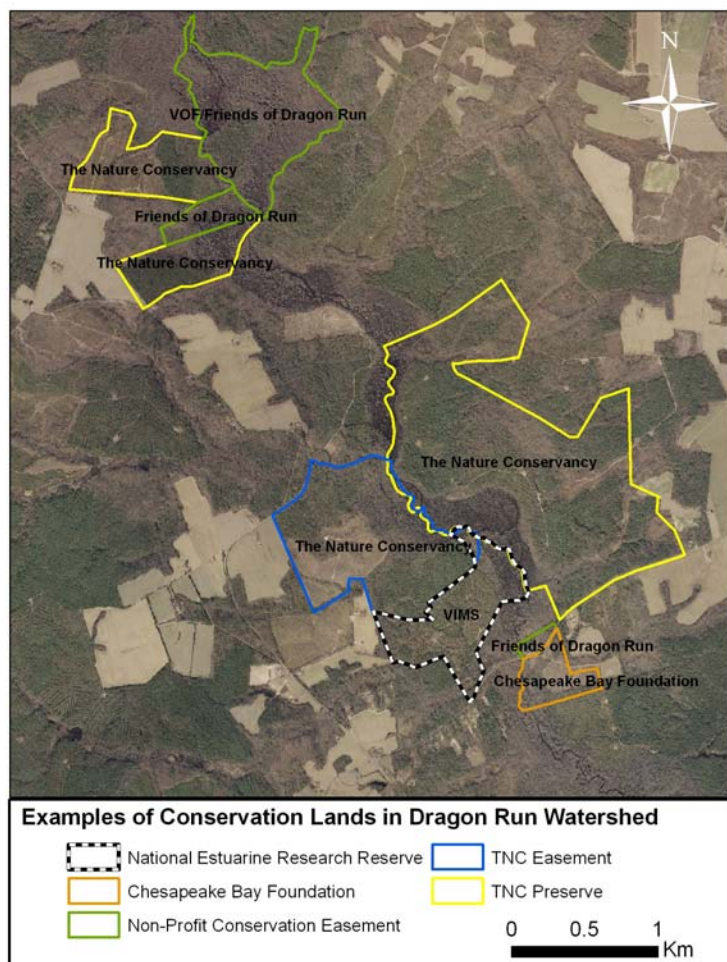 N
VOF/Friends of Dragon Run
The Nature Conservancy
Friends of Dragon Run
The Nature Conservancy
The Nature Conservancy
The Nature Conservancy
VIMS
Friends of Dragon Run
Chesapeake Bay Foundation
Examples of Conservation Lands in Dragon Run Watershed
National Estuarine Research Reserve
TNC Easement
Chesapeake Bay Foundation
TNC Preserve
Non-Profit Conservation Easement
0 1
Km